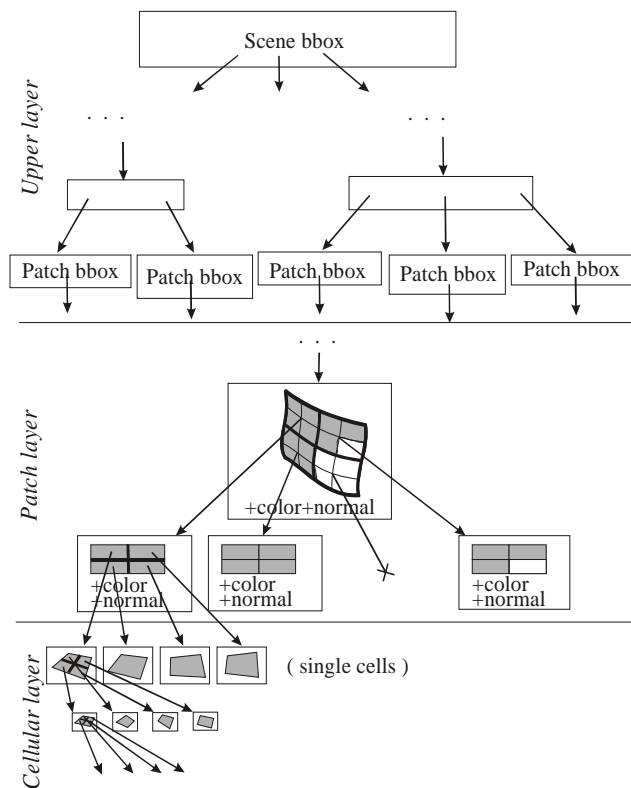 Scene bbox
Upper layer
. . .
. . .
Patch bbox
Patch bbox
Patch bbox
Patch bbox
Patch bbox
. . .
Patch layer
+color+normal
+color
+normal
+color
+normal
+color
+normal
Cellular layer
( single cells )